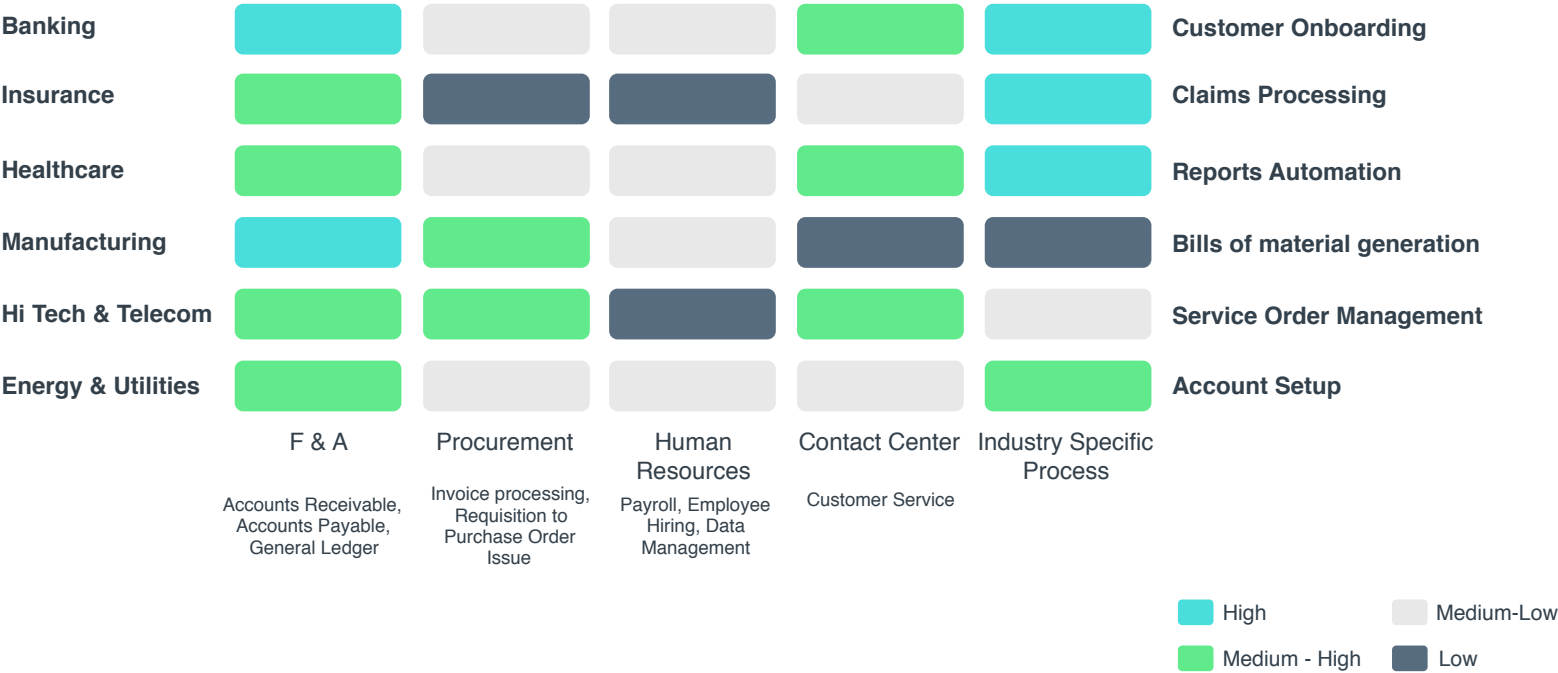 Banking
Customer Onboarding
Insurance
Claims Processing
Healthcare
Reports Automation
Manufacturing
Bills of material generation
Hi Tech & Telecom
Service Order Management
Energy & Utilities
Account Setup
F & A
Accounts Receivable,
Accounts Payable,
General Ledger
Procurement
Invoice processing,
Requisition to
Purchase Order
Issue
Human
Resources
Payroll, Employee
Hiring, Data
Management
Contact Center
Customer Service
Industry Specific
Process
High
Medium-Low
Medium - High
Low